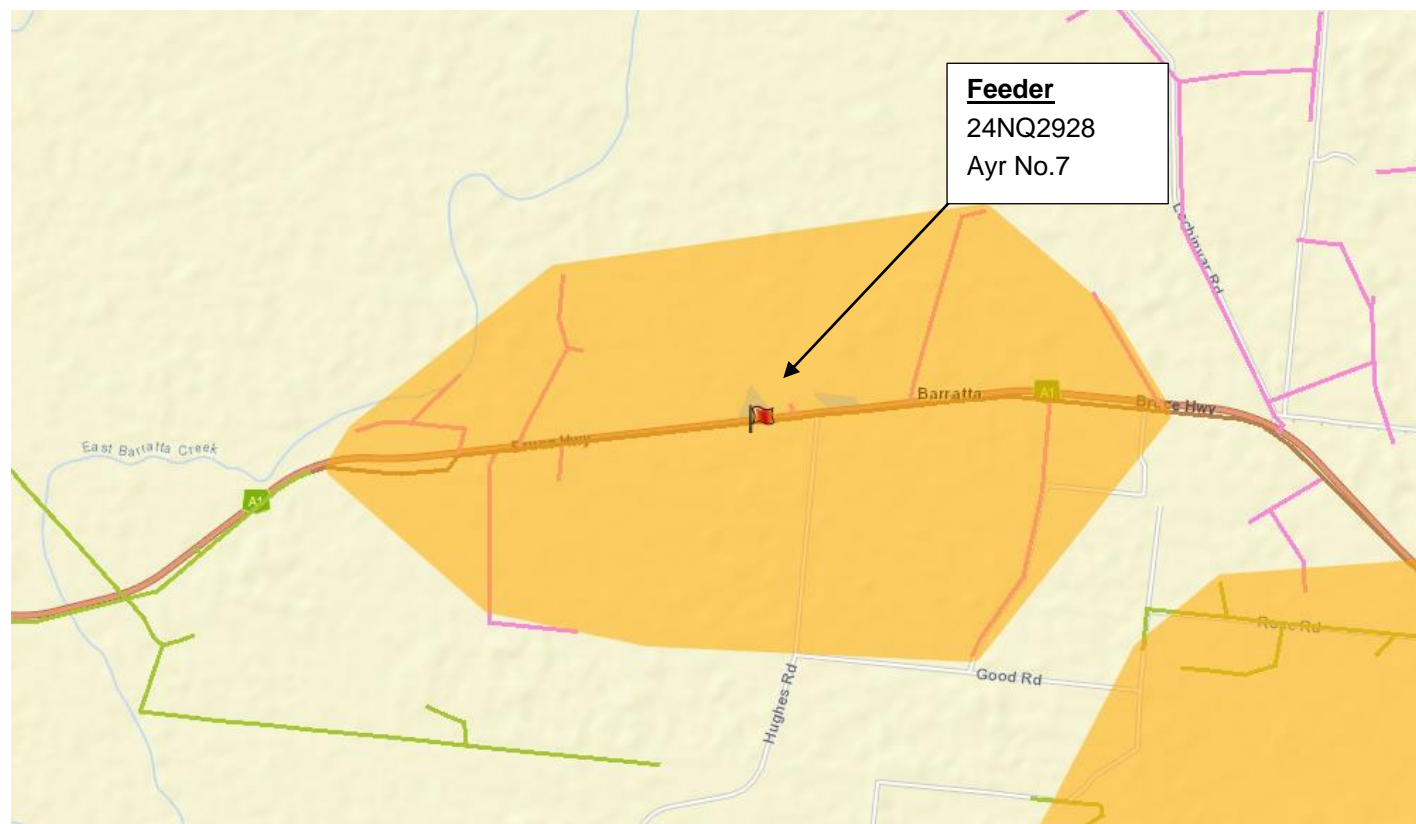 Feeder
24NQ2928
Ayr No.7
Lochinvar Rd
Barratta
A1
Bruce Hwy
Bruce Hwy
East Barratta Creek
A1
Rose Rd
Good Rd
Hughes Rd